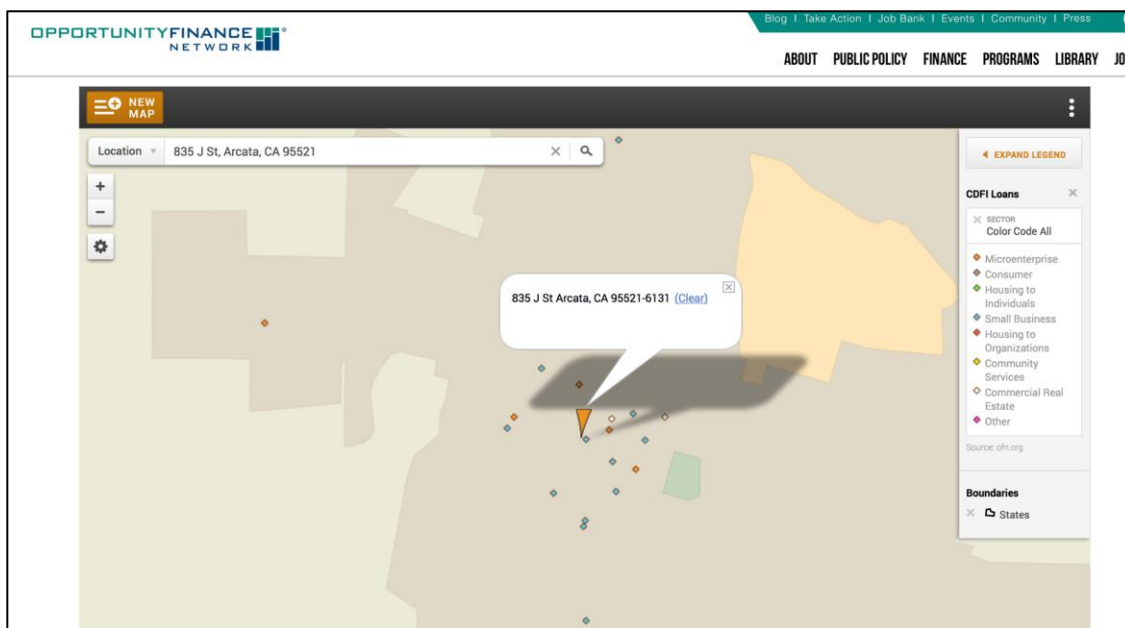 Blog I Take Action I Job Bank I Events I Community I Press
OPPORTUNITYFINANCE
NETWORK
ABOUT PUBLIC POLICY FINANCE PROGRAMS LIBRARY
NEW
MAP
Location 835 J St, Arcata, CA 95521
+
−
835 J St Arcata, CA 95521-6131 (Clear)
EXPAND LEGEND
CDFI Loans
SECTOR
Color Code All
Microenterprise
Consumer
Housing to
Individuals
Small Business
Housing to
Organizations
Community
Services
Commercial Real
Estate
Other
Source: ofn.org
Boundaries
States